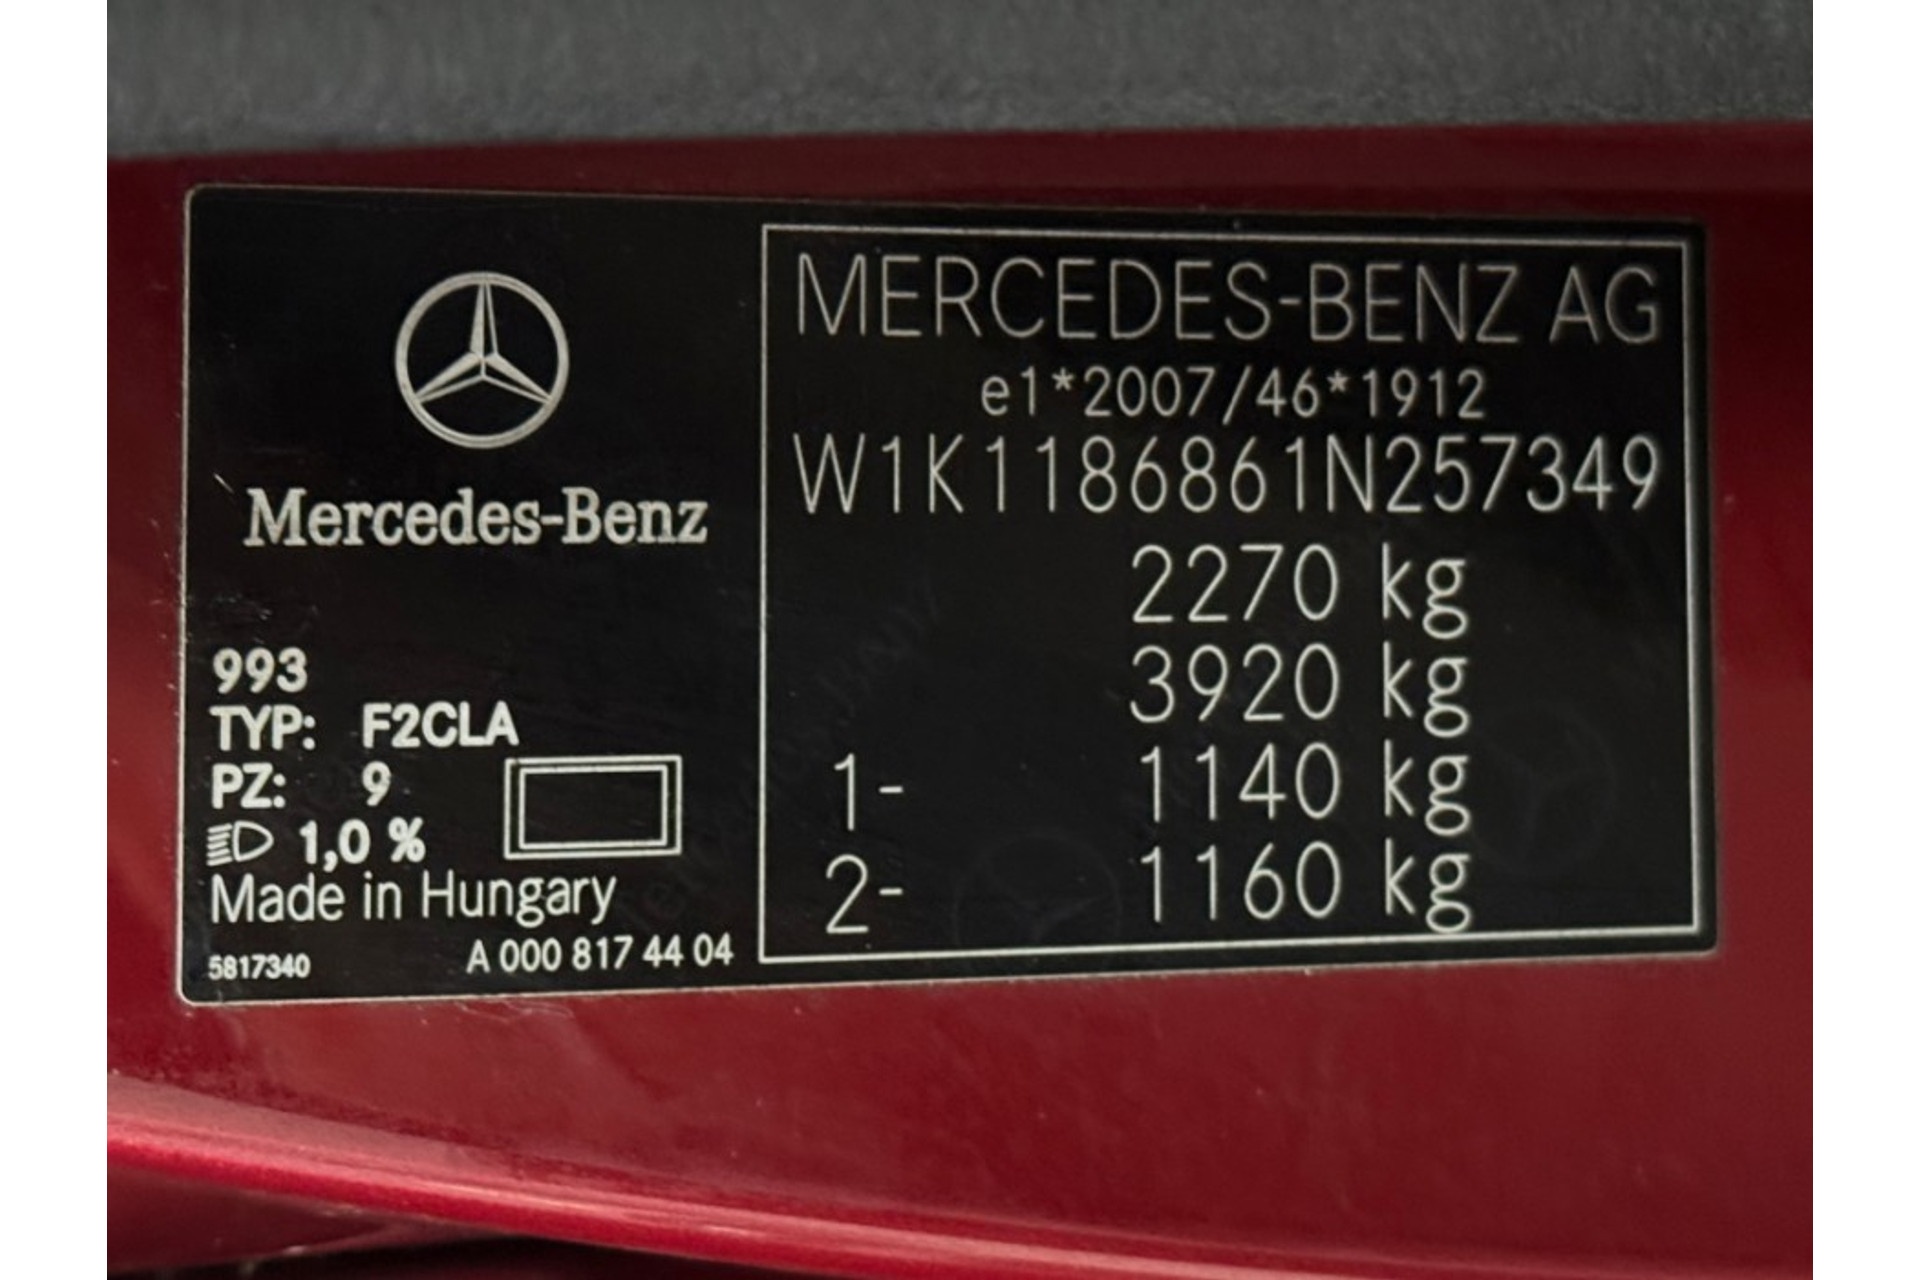 Mercedes-Benz
993
TYP: F2CLA
PZ: 9
1,0 %
Made in Hungary
5817340 A 000 817 44 04
MERCEDES-BENZ AG
e1*2007/46*1912
W1K1186861N257349
2270 kg
3920 kg
1- 1140 kg
2- 1160 kg